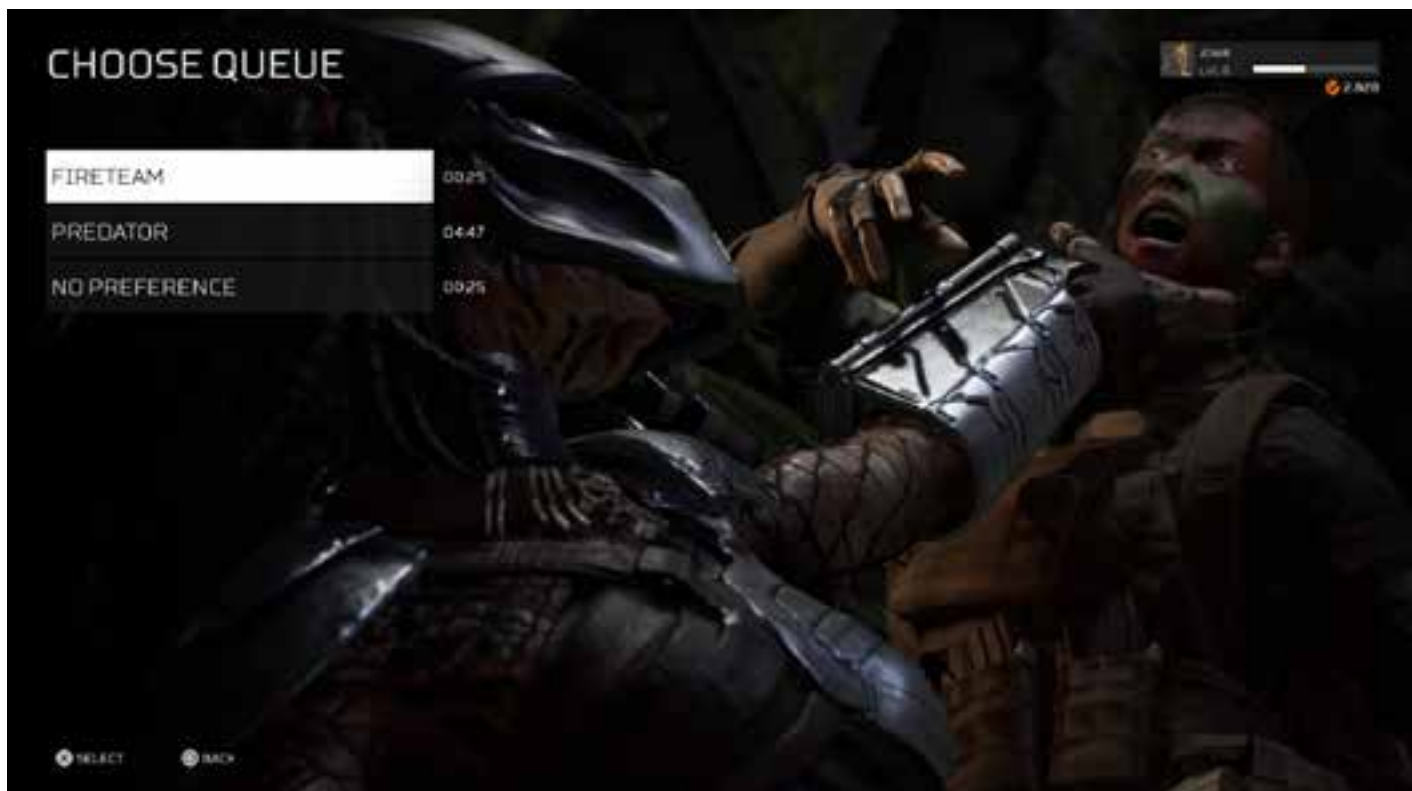 CHOOSE QUEUE
FIRETEAM 00:25
PREDATOR 04:47
NO PREFERENCE 00:25
SELECT BACK